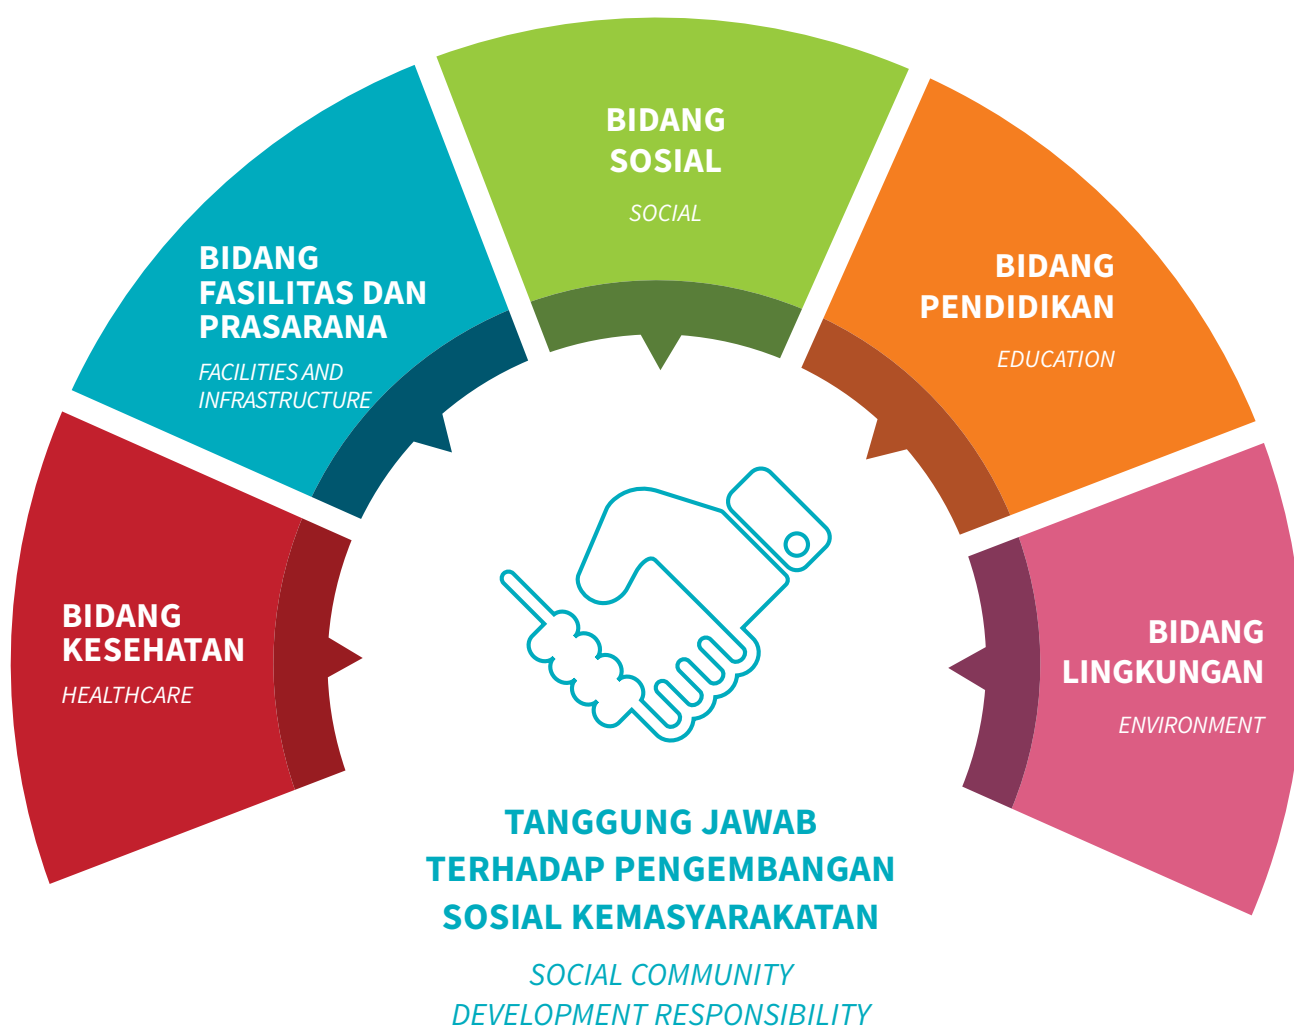 BIDANG
SOSIAL
SOCIAL
BIDANG
FASILITAS DAN
PRASARANA
FACILITIES AND
INFRASTRUCTURE
BIDANG
PENDIDIKAN
EDUCATION
BIDANG
KESEHATAN
HEALTHCARE
BIDANG
LINGKUNGAN
ENVIRONMENT
TANGGUNG JAWAB
TERHADAP PENGEMBANGAN
SOSIAL KEMASYARAKATAN
SOCIAL COMMUNITY
DEVELOPMENT RESPONSIBILITY